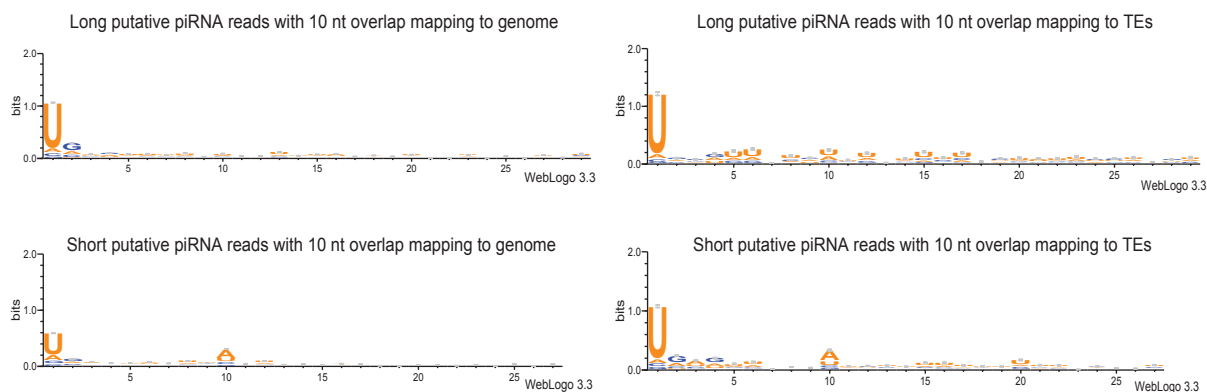 Long putative piRNA reads with 10 nt overlap mapping to genome
2.0
1.0
0.0
bits
U
A
G
5
10
15
20
25
WebLogo 3.3
Long putative piRNA reads with 10 nt overlap mapping to TEs
2.0
1.0
0.0
bits
U
G
U
U
U
U
U
U
5
10
15
20
25
WebLogo 3.3
Short putative piRNA reads with 10 nt overlap mapping to genome
2.0
1.0
0.0
bits
U
A
G
A
5
10
15
20
25
WebLogo 3.3
Short putative piRNA reads with 10 nt overlap mapping to TEs
2.0
1.0
0.0
bits
U
G
A
G
A
U
U
5
10
15
20
25
WebLogo 3.3